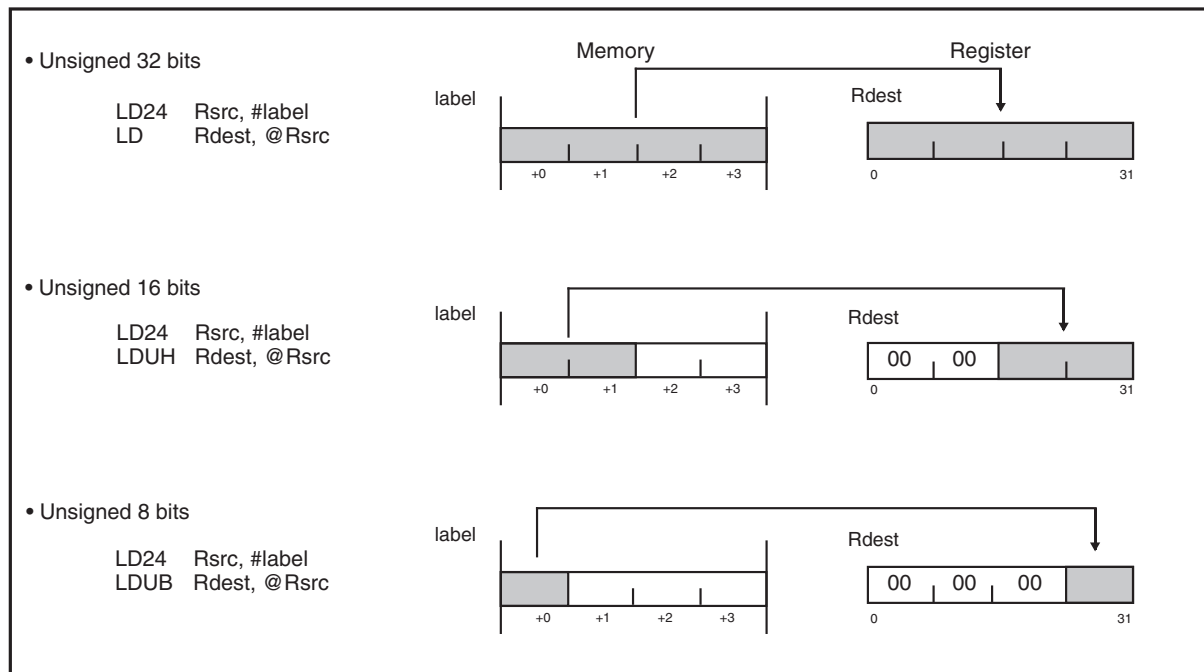 • Unsigned 32 bits
LD24 Rsrc, #label
LD Rdest, @Rsrc
Memory Register
label
Rdest
+0 +1 +2 +3
0 31
• Unsigned 16 bits
LD24 Rsrc, #label
LDUH Rdest, @Rsrc
label
Rdest
00 00
+0 +1 +2 +3
0 31
• Unsigned 8 bits
LD24 Rsrc, #label
LDUB Rdest, @Rsrc
label
Rdest
00 00 00
+0 +1 +2 +3
0 31